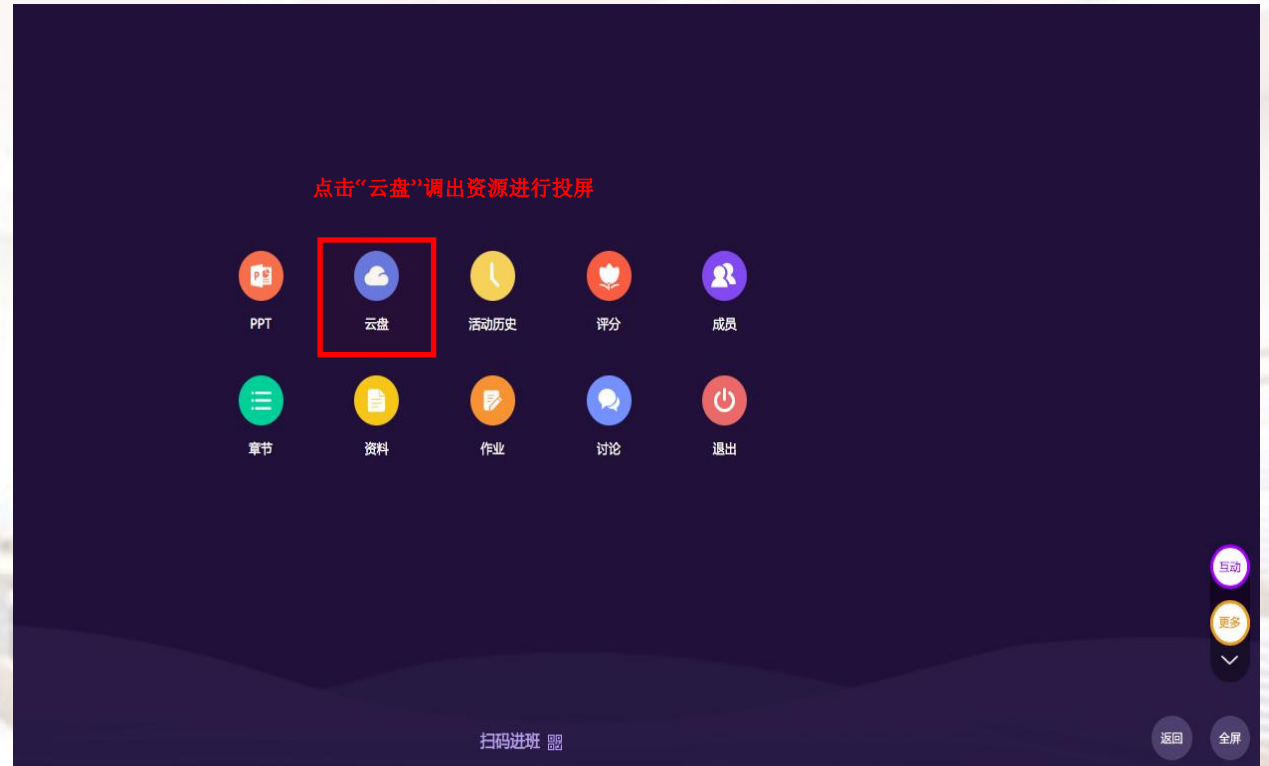 点击“云盘”调出资源进行投屏
PPT 云盘 活动历史 评分 成员
章节 资料 作业 讨论 退出
互动
更多
扫码进班
返回 全屏